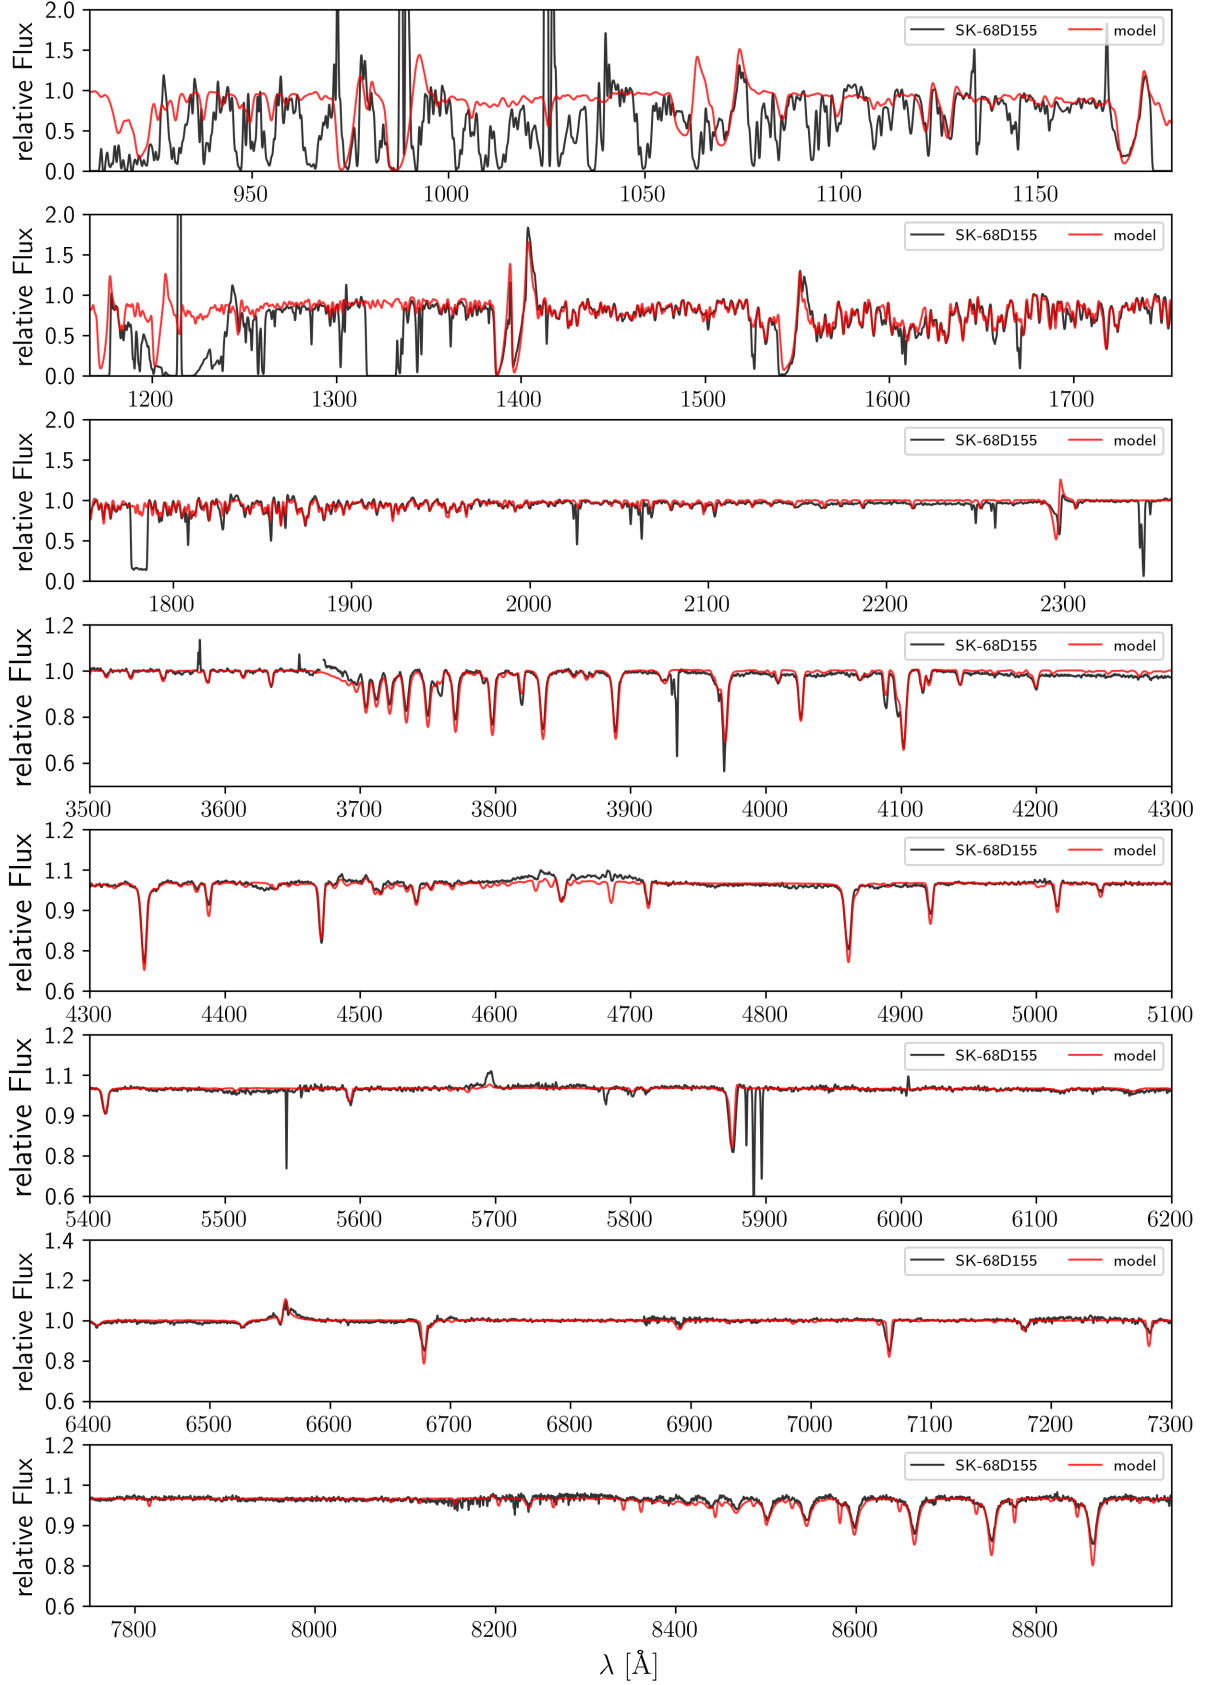 relative Flux
2.0
1.5
1.0
0.5
0.0
SK-68D155 model
950 1000 1050 1100 1150
relative Flux
2.0
1.5
1.0
0.5
0.0
SK-68D155 model
1200 1300 1400 1500 1600 1700
relative Flux
2.0
1.5
1.0
0.5
0.0
SK-68D155 model
1800 1900 2000 2100 2200 2300
relative Flux
1.2
1.0
0.8
0.6
SK-68D155 model
3500 3600 3700 3800 3900 4000 4100 4200 4300
relative Flux
1.2
1.1
0.9
0.8
0.6
SK-68D155 model
4300 4400 4500 4600 4700 4800 4900 5000 5100
relative Flux
1.2
1.1
0.9
0.8
0.6
SK-68D155 model
5400 5500 5600 5700 5800 5900 6000 6100 6200
relative Flux
1.4
1.2
1.0
0.8
0.6
SK-68D155 model
6400 6500 6600 6700 6800 6900 7000 7100 7200 7300
relative Flux
1.2
1.1
0.9
0.8
0.6
SK-68D155 model
7800 8000 8200 8400 8600 8800
λ [Å]